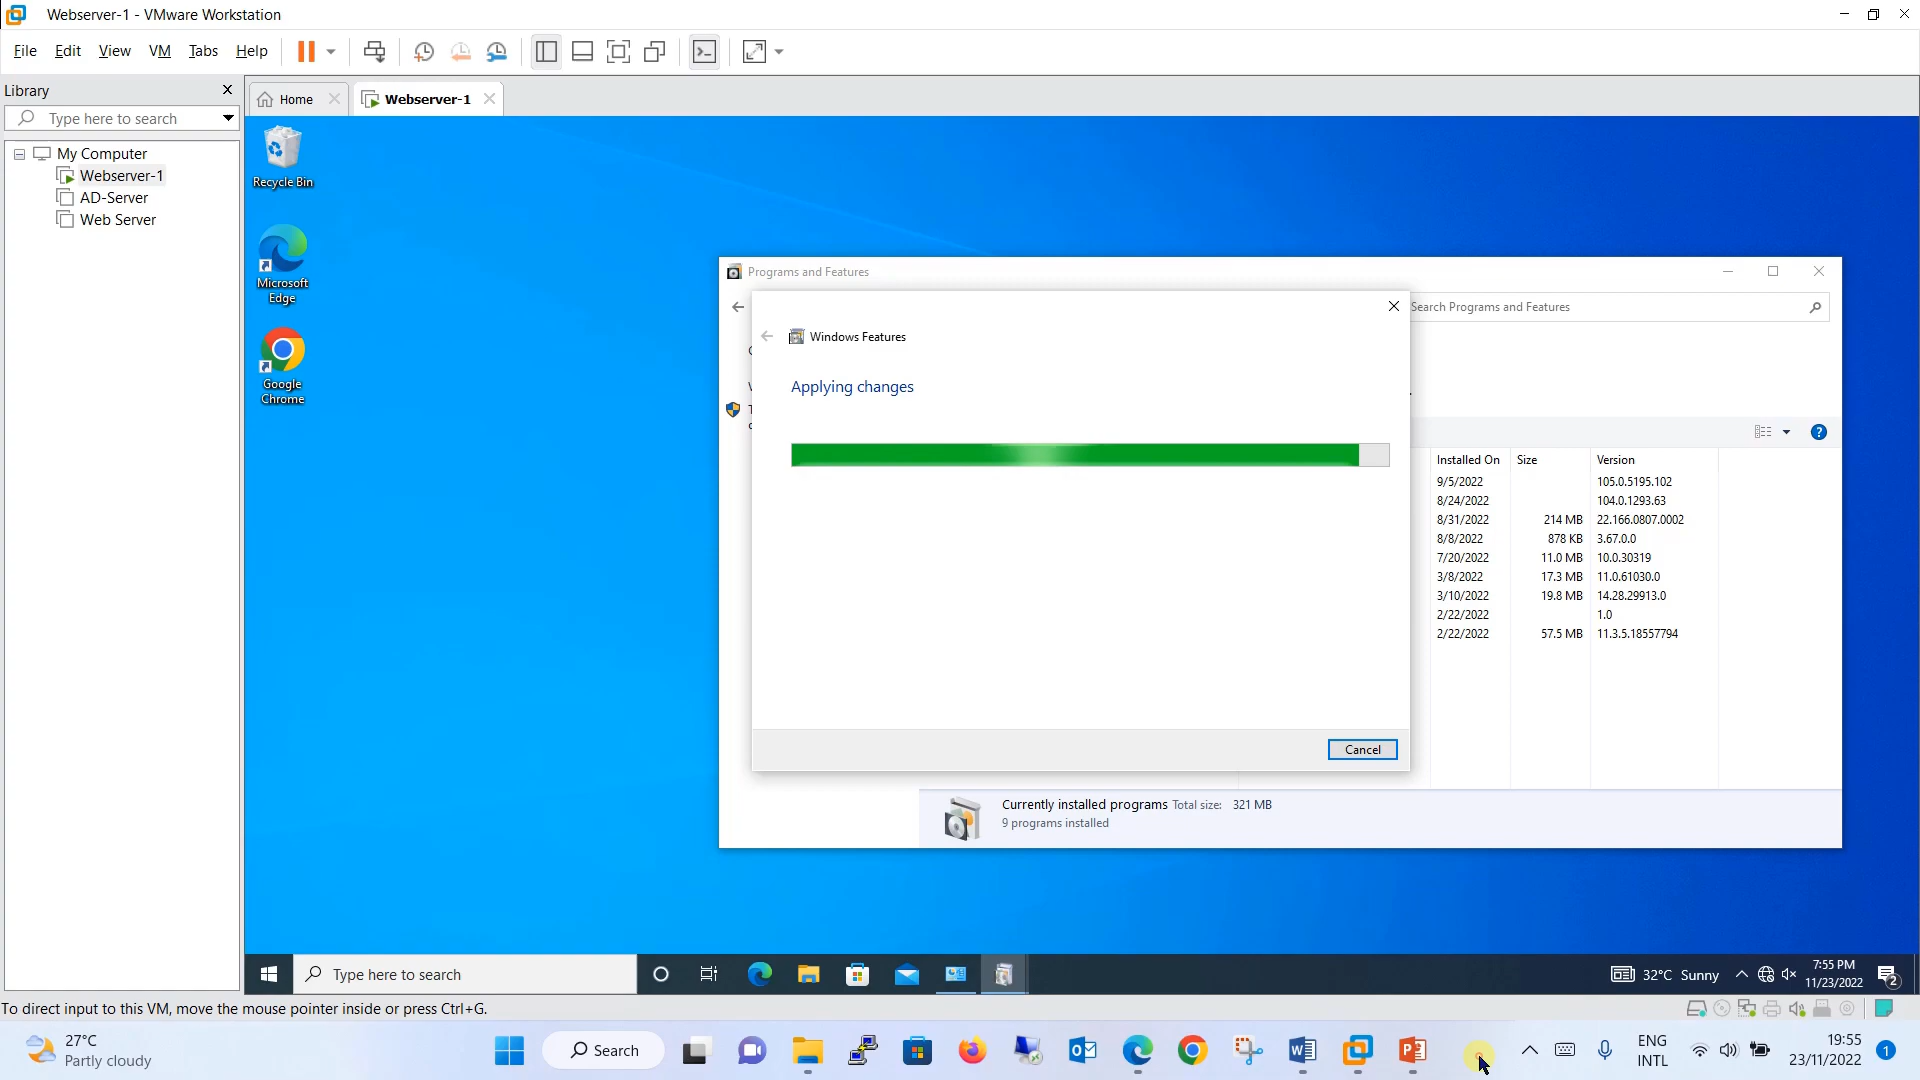 Webserver-1 - VMware Workstation
File Edit View VM Tabs Help
Library
Type here to search
My Computer
Webserver-1
AD-Server
Web Server
Home
Webserver-1
Recycle Bin
Microsoft
Edge
Google
Chrome
Programs and Features
Search Programs and Features
Windows Features
Applying changes
Cancel
Installed On Size Version
9/5/2022 105.0.5195.102
8/24/2022 104.0.1293.63
8/31/2022 214 MB 22.166.0807.0002
8/8/2022 878 KB 3.67.0.0
7/20/2022 11.0 MB 10.0.30319
3/8/2022 17.3 MB 11.0.61030.0
3/10/2022 19.8 MB 14.28.29913.0
2/22/2022 1.0
2/22/2022 57.5 MB 11.3.5.18557794
Currently installed programs Total size: 321 MB
9 programs installed
Type here to search
32°C Sunny
7:55 PM
11/23/2022
2
To direct input to this VM, move the mouse pointer inside or press Ctrl+G.
27°C
Partly cloudy
Search
ENG
INTL
19:55
23/11/2022
1